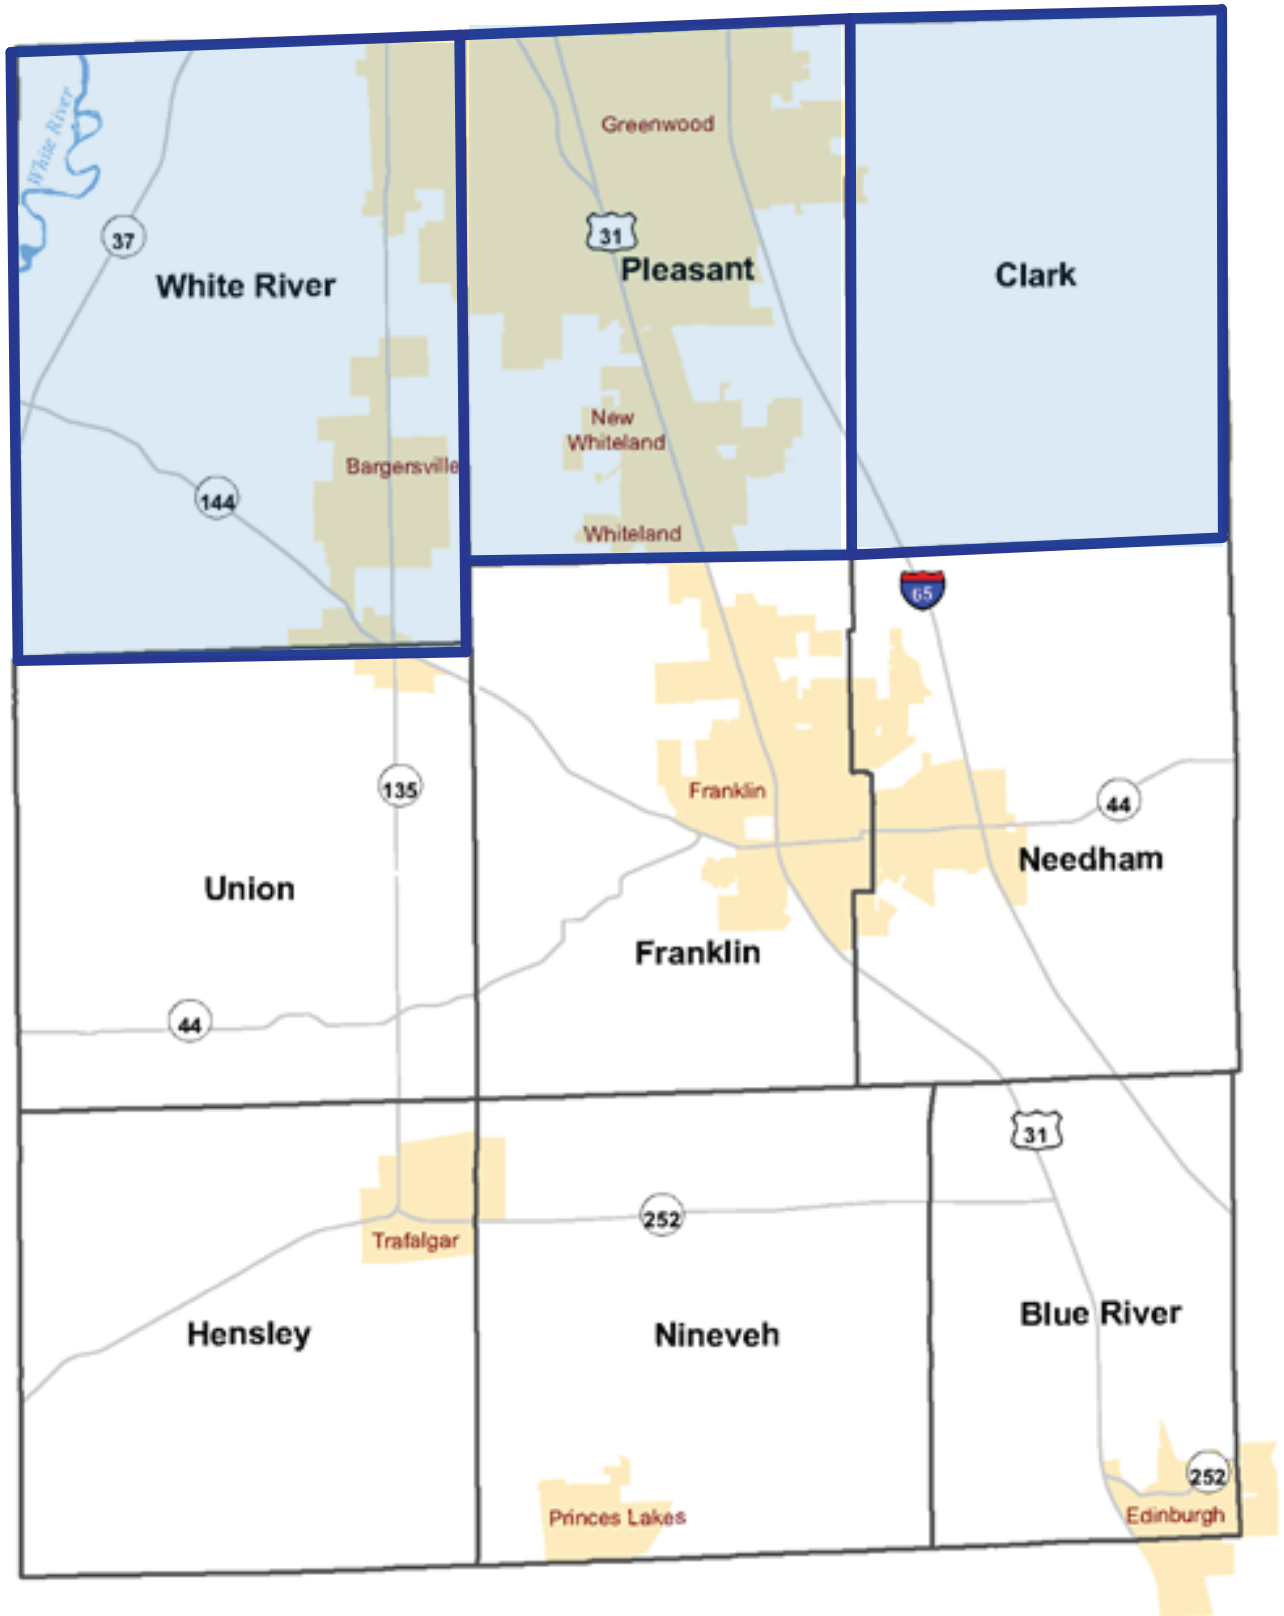 White River
Greenwood
37
31
Pleasant
Clark
White River
New
Whiteland
Bargersville
144
Whiteland
65
135
Franklin
44
Needham
Union
Franklin
44
31
252
Trafalgar
Blue River
Hensley
Nineveh
252
Princes Lakes
Edinburgh